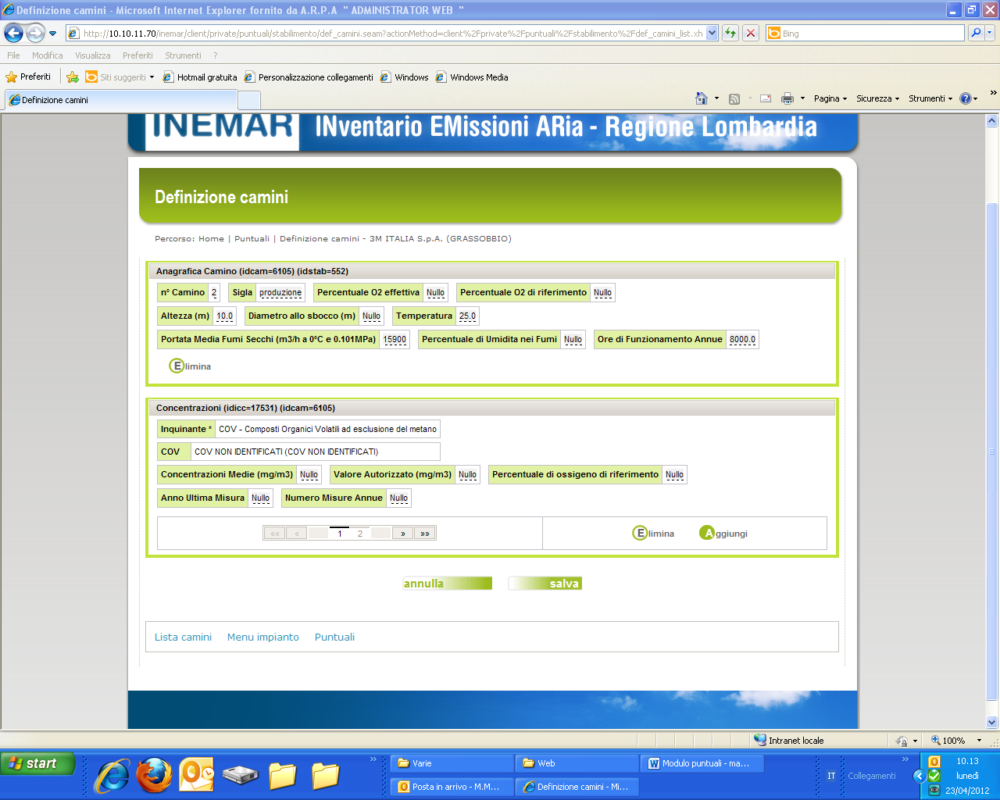 Definizione camini - Microsoft Internet Explorer fornito da A.R.P.A " ADMINISTRATOR WEB "
http://10.10.11.70/inemar/client/private/puntuali/stabilimento/def_camini.seam?actionMethod=client%2Fprivate%2Fpuntuali%2Fstabilimento%2Fdef_camini_list.xh
Bing
File Modifica Visualizza Preferiti Strumenti ?
Preferiti Siti suggeriti Hotmail gratuita Personalizzazione collegamenti Windows Windows Media
Definizione camini
Pagina Sicurezza Strumenti »
INEMAR INventario EMissioni ARia - Regione Lombardia
Definizione camini
Percorso: Home | Puntuali | Definizione camini - 3M ITALIA S.p.A. (GRASSOBBIO)
Anagrafica Camino (idcam=6105) (idstab=552)
n° Camino 2 Sigla produzione Percentuale O2 effettiva Nullo Percentuale O2 di riferimento Nullo
Altezza (m) 10.0 Diametro allo sbocco (m) Nullo Temperatura 25.0
Portata Media Fumi Secchi (m3/h a 0°C e 0.101MPa) 15900 Percentuale di Umidita nei Fumi Nullo Ore di Funzionamento Annue 8000.0
Elimina
Concentrazioni (idicc=17531) (idcam=6105)
Inquinante * COV - Composti Organici Volatili ad esclusione del metano
COV COV NON IDENTIFICATI (COV NON IDENTIFICATI)
Concentrazioni Medie (mg/m3) Nullo Valore Autorizzato (mg/m3) Nullo Percentuale di ossigeno di riferimento Nullo
Anno Ultima Misura Nullo Numero Misure Annue Nullo
«« « 1 2 » »» Elimina Aggiungi
annulla salva
Lista camini Menu impianto Puntuali
Intranet locale 100%
start » Varie Web Modulo puntuali - ma... » 10.13
IT Collegamenti lunedì
Posta in arrivo - M.M... Definizione camini - Mi... 23/04/2012